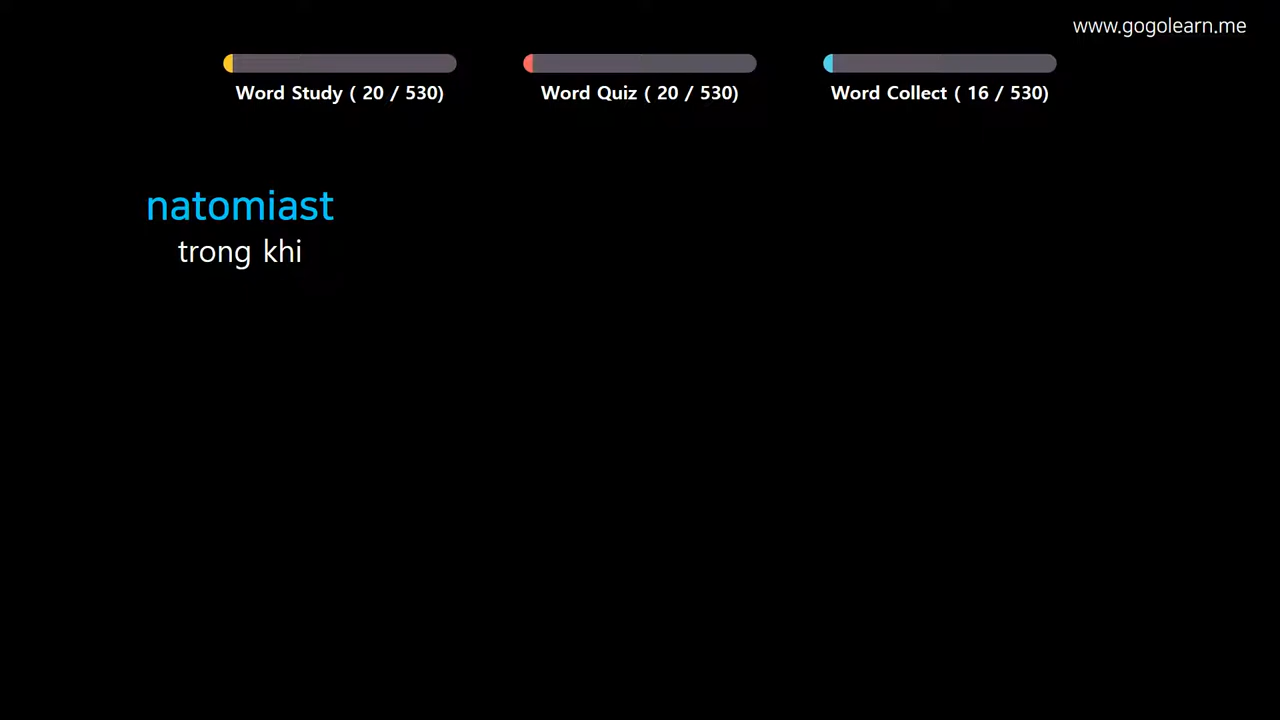 www.gogolearn.me
Word Study ( 20 / 530)
Word Quiz ( 20 / 530)
Word Collect ( 16 / 530)
natomiast
trong khi